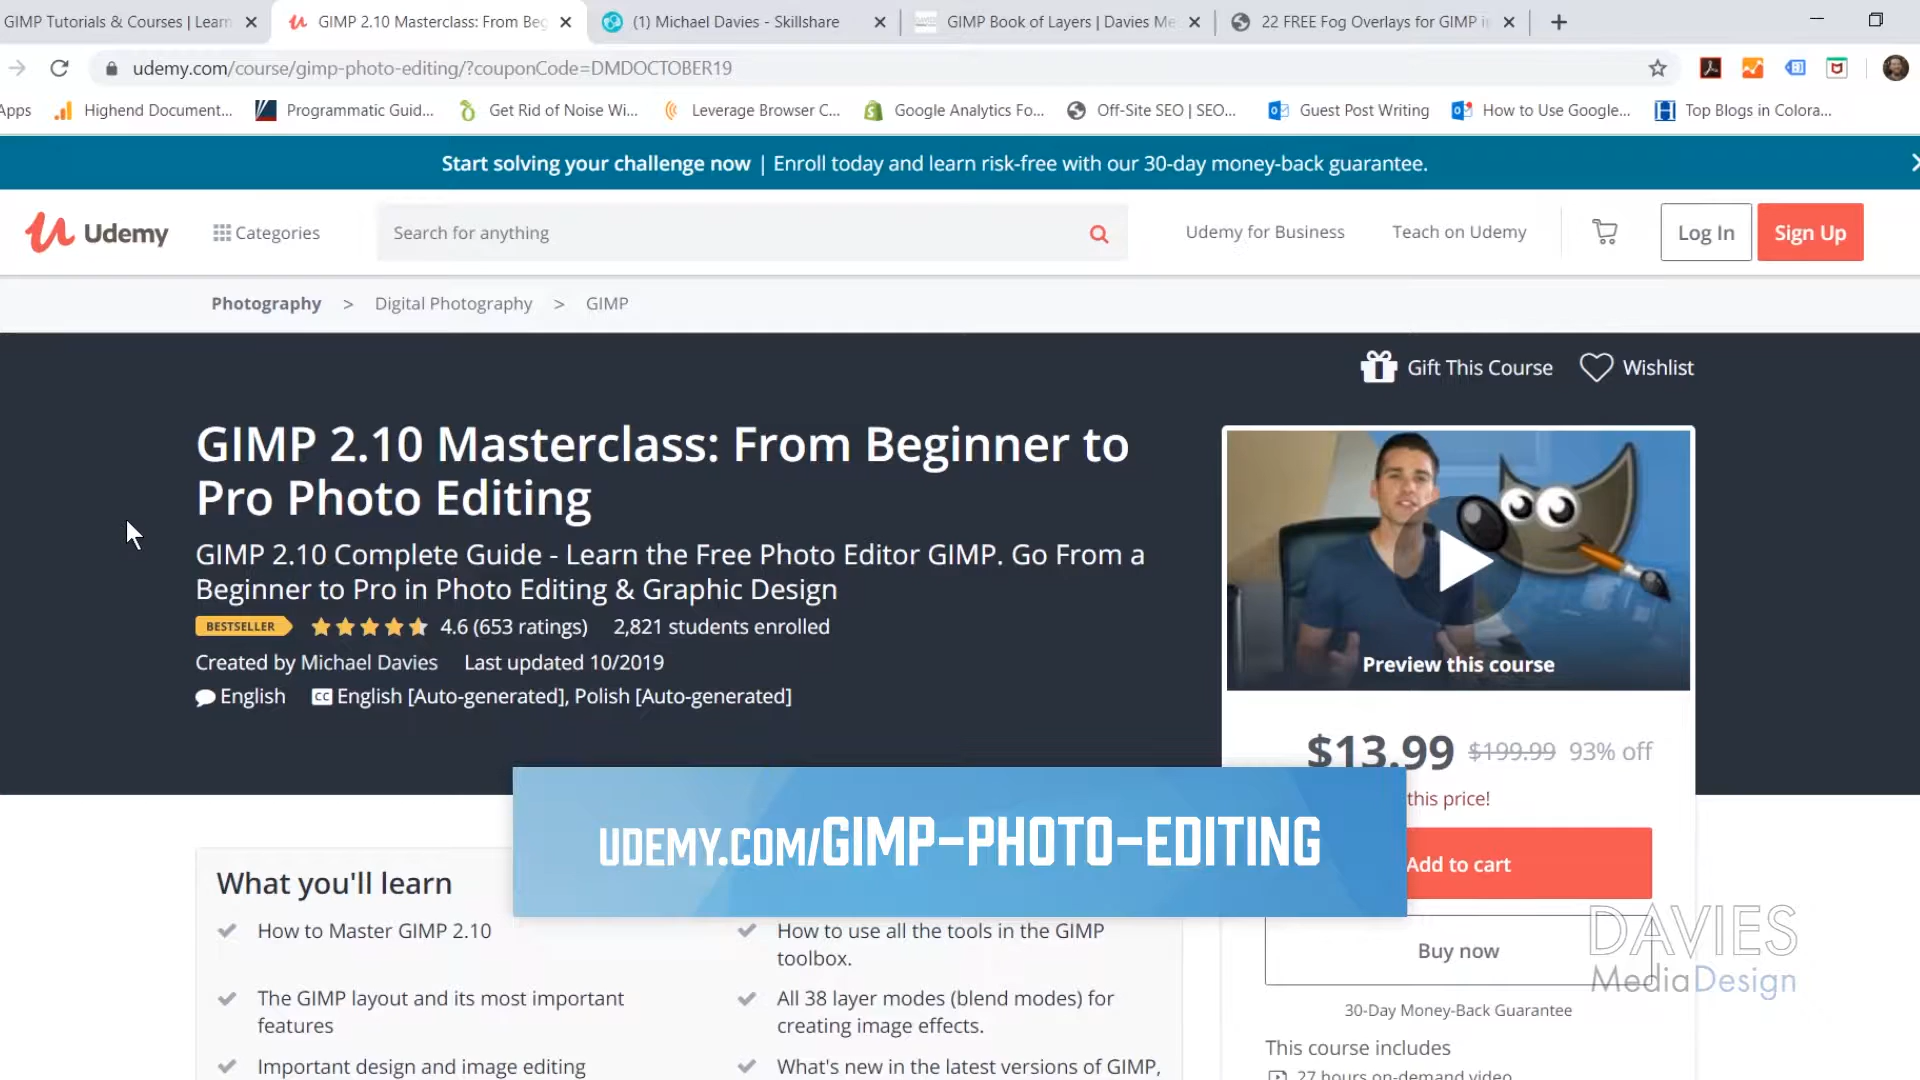 GIMP Tutorials & Courses | Learn
GIMP 2.10 Masterclass: From Beg
(1) Michael Davies - Skillshare
GIMP Book of Layers | Davies Me
22 FREE Fog Overlays for GIMP i
udemy.com/course/gimp-photo-editing/?couponCode=DMDOCTOBER19
Apps
Highend Document...
Programmatic Guid...
Get Rid of Noise Wi...
Leverage Browser C...
Google Analytics Fo...
Off-Site SEO | SEO...
Guest Post Writing
How to Use Google...
Top Blogs in Colora...
Start solving your challenge now | Enroll today and learn risk-free with our 30-day money-back guarantee.
Udemy
Categories
Search for anything
Udemy for Business
Teach on Udemy
Log In
Sign Up
Photography > Digital Photography > GIMP
Gift This Course
Wishlist
GIMP 2.10 Masterclass: From Beginner to
Pro Photo Editing
GIMP 2.10 Complete Guide - Learn the Free Photo Editor GIMP. Go From a
Beginner to Pro in Photo Editing & Graphic Design
BESTSELLER 4.6 (653 ratings) 2,821 students enrolled
Created by Michael Davies Last updated 10/2019
English CC English [Auto-generated], Polish [Auto-generated]
Preview this course
$13.99 $199.99 93% off
this price!
UDEMY.COM/GIMP-PHOTO-EDITING
Add to cart
Buy now
30-Day Money-Back Guarantee
This course includes
27 hours on-demand video
What you'll learn
How to Master GIMP 2.10
The GIMP layout and its most important
features
Important design and image editing
How to use all the tools in the GIMP
toolbox.
All 38 layer modes (blend modes) for
creating image effects.
What's new in the latest versions of GIMP,
DAVIES
MediaDesign